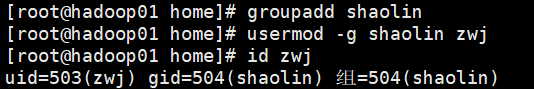 [root@hadoop01 home]# groupadd shaolin
[root@hadoop01 home]# usermod -g shaolin zwj
[root@hadoop01 home]# id zwj
uid=503(zwj) gid=504(shaolin) 组=504(shaolin)